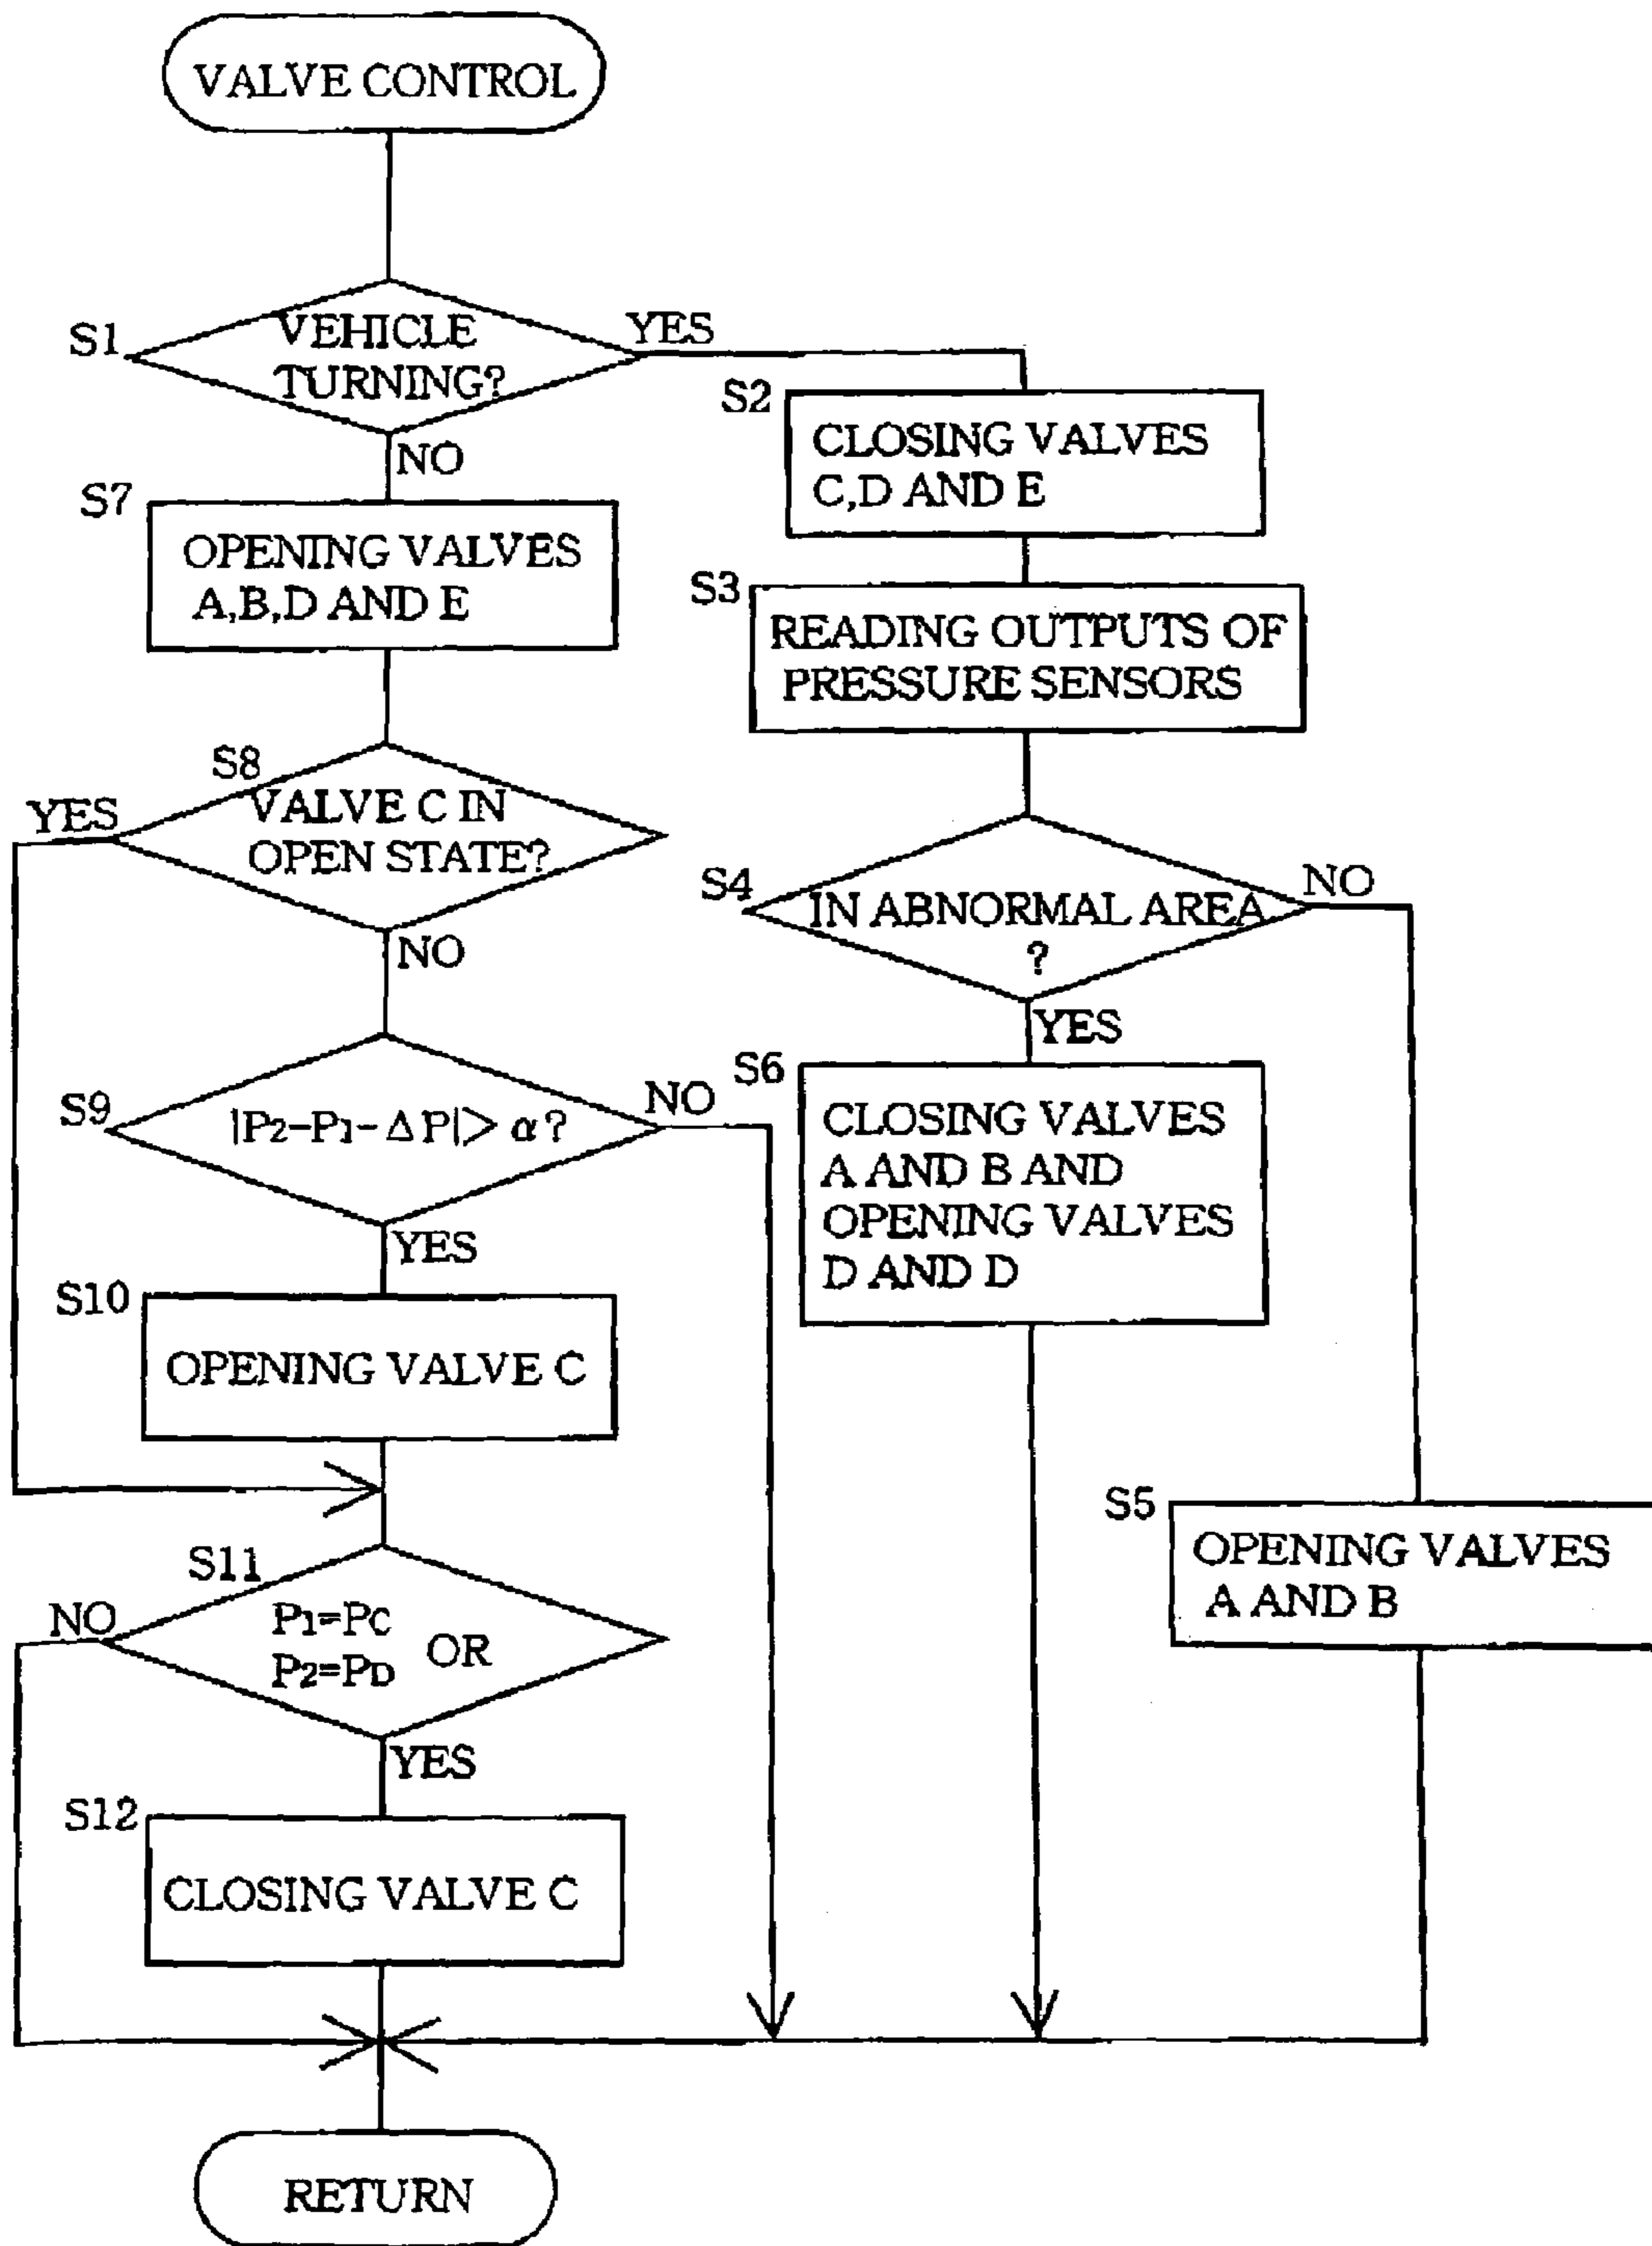 VALVE CONTROL
S1
VEHICLE
TURNING?
YES
NO
S2
CLOSING VALVES
C,D AND E
S7
OPENING VALVES
A,B,D AND E
S3
READING OUTPUTS OF
PRESSURE SENSORS
S8
YES
VALVE C IN
OPEN STATE?
NO
S4
IN ABNORMAL AREA
?
NO
YES
S9
|P2-P1-ΔP|> α?
NO
YES
S6
CLOSING VALVES
A AND B AND
OPENING VALVES
D AND D
S10
OPENING VALVE C
S5
OPENING VALVES
A AND B
S11
NO
P1=PC
OR
P2=PD
YES
S12
CLOSING VALVE C
RETURN